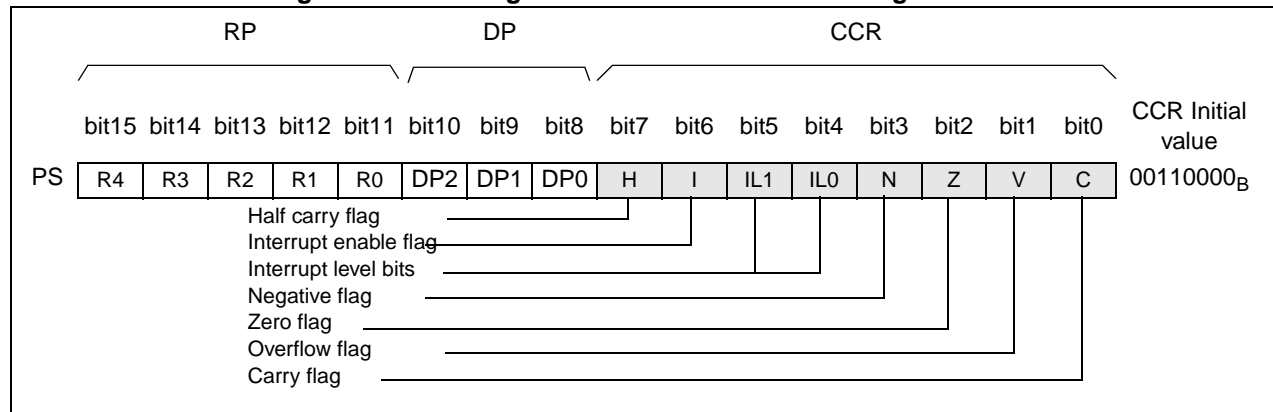 RP DP CCR
bit15 bit14 bit13 bit12 bit11 bit10 bit9 bit8 bit7 bit6 bit5 bit4 bit3 bit2 bit1 bit0 CCR Initial
value
PS R4 R3 R2 R1 R0 DP2 DP1 DP0 H I IL1 IL0 N Z V C 00110000B
Half carry flag
Interrupt enable flag
Interrupt level bits
Negative flag
Zero flag
Overflow flag
Carry flag